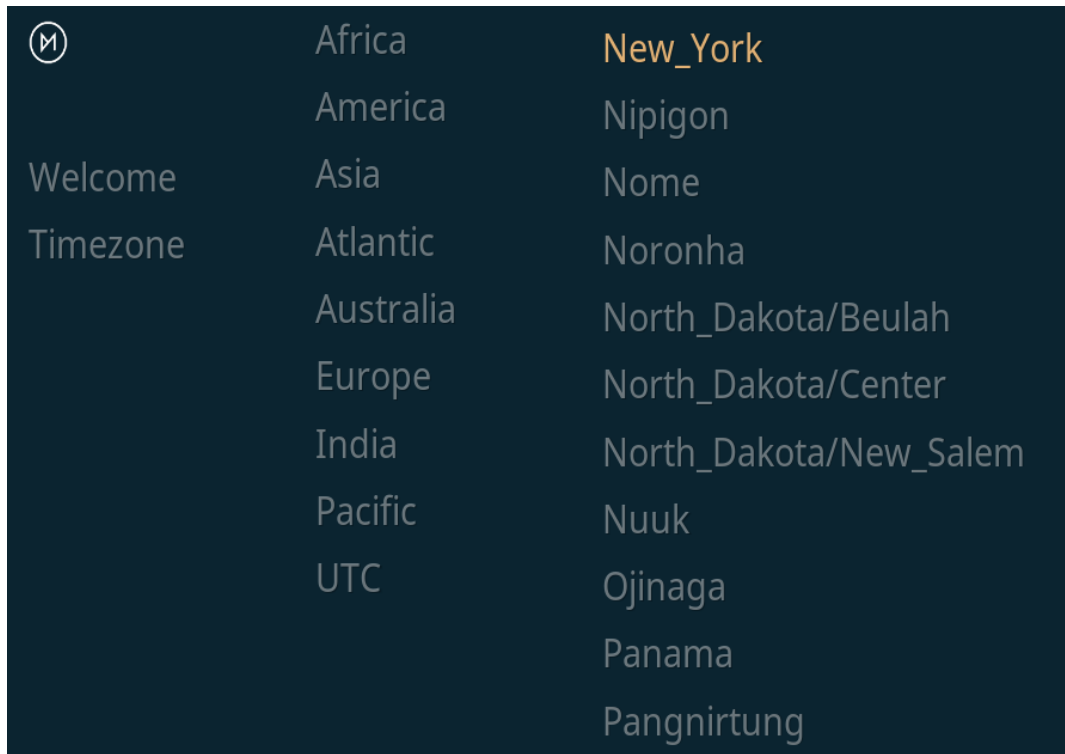 Welcome
Timezone
Africa
America
Asia
Atlantic
Australia
Europe
India
Pacific
UTC
New_York
Nipigon
Nome
Noronha
North_Dakota/Beulah
North_Dakota/Center
North_Dakota/New_Salem
Nuuk
Ojinaga
Panama
Pangnirtung